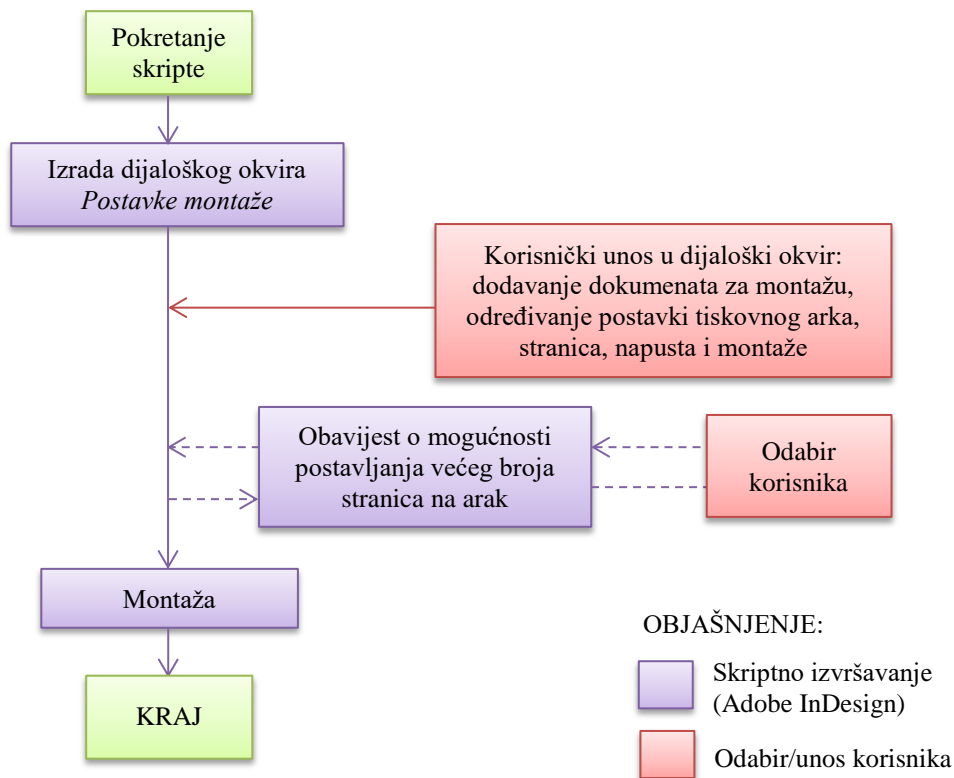 Pokretanje
skripte
Izrada dijaloškog okvira
Postavke montaže
Korisnički unos u dijaloški okvir:
dodavanje dokumenata za montažu,
određivanje postavki tiskovnog arka,
stranica, napusta i montaže
Obavijest o mogućnosti
postavljanja većeg broja
stranica na arak
Odabir
korisnika
Montaža
KRAJ
OBJAŠNJENJE:
Skriptno izvršavanje
(Adobe InDesign)
Odabir/unos korisnika